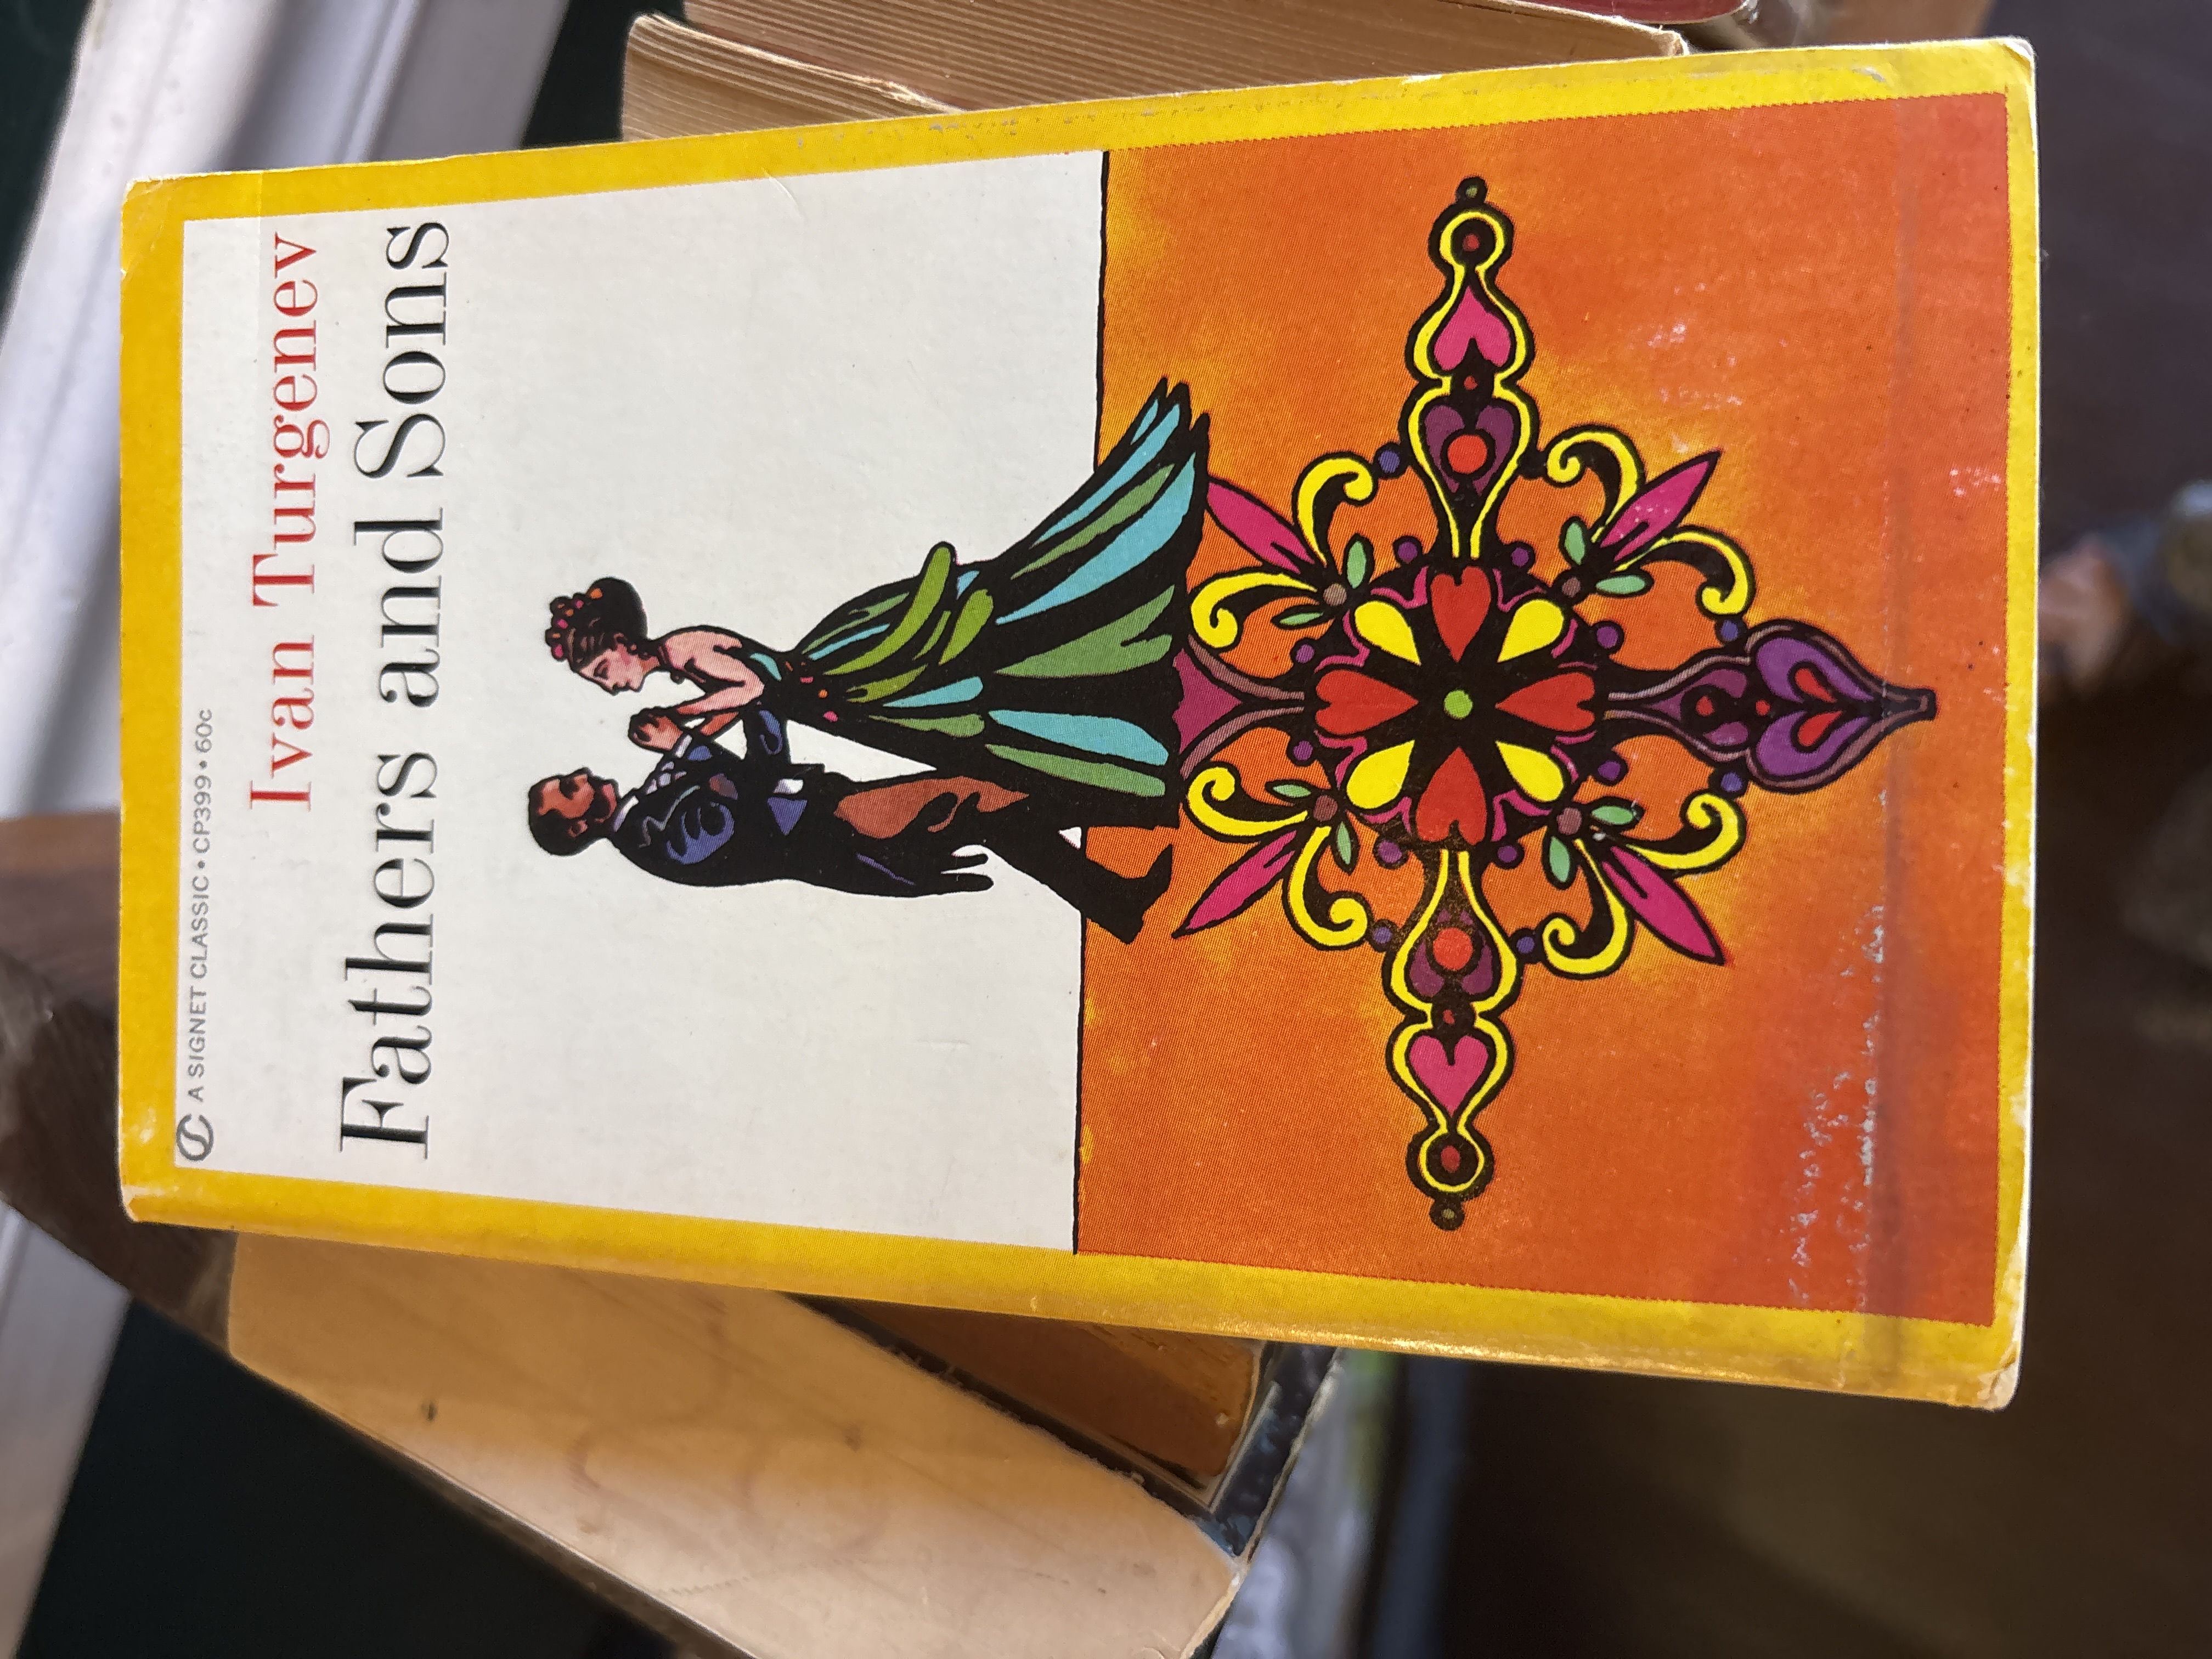 A SIGNET CLASSIC • CP399 • 60c
Ivan Turgenev
Fathers and Sons